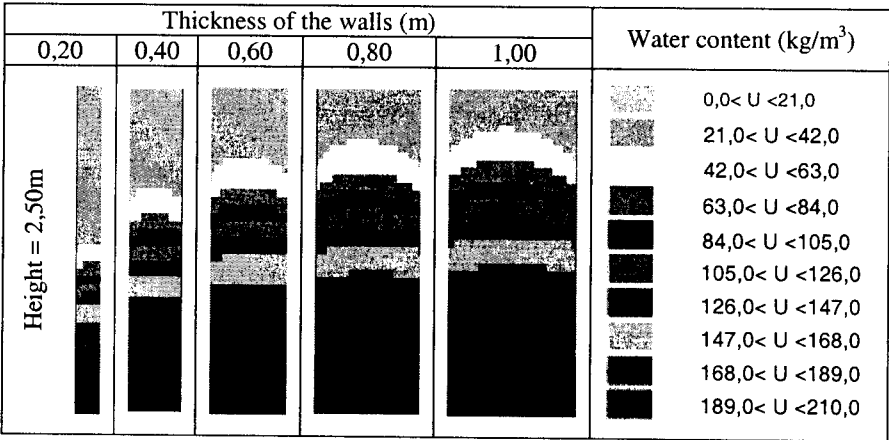 Thickness of the walls (m)
Water content (kg/m³)
0,20 0,40 0,60 0,80 1,00
Height = 2,50m
0,0< U <21,0
21,0< U <42,0
42,0< U <63,0
63,0< U <84,0
84,0< U <105,0
105,0< U <126,0
126,0< U <147,0
147,0< U <168,0
168,0< U <189,0
189,0< U <210,0